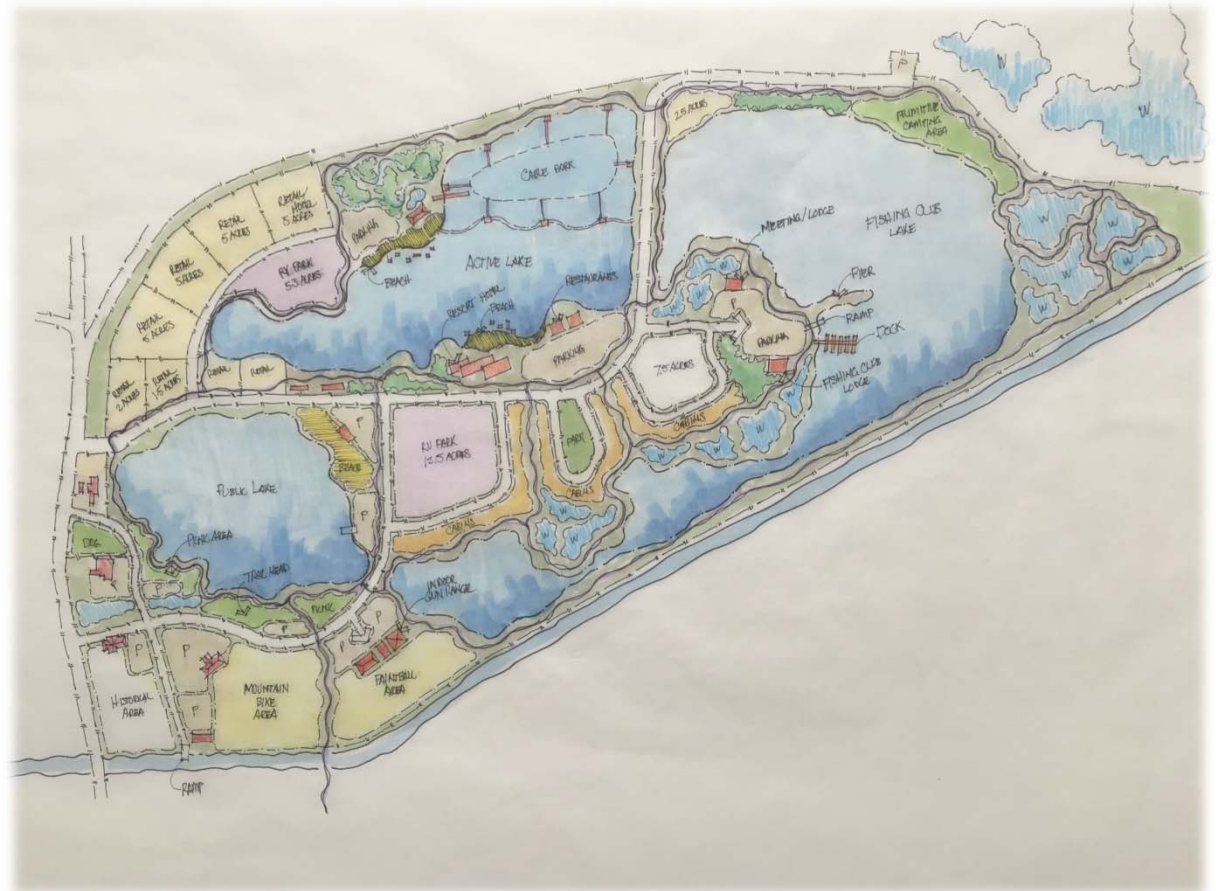 P
W
W
2.5 ACRES
PRIMITIVE
CAMPING
AREA
CABLE PARK
RETAIL/
HOTEL
5 ACRES
RETAIL
5 ACRES
PARKING
MEETING/LODGE
FISHING CLUB
LAKE
W
W
W
W
W
RETAIL
5 ACRES
RV PARK
5.5 ACRES
BEACH
ACTIVE LAKE
RESTAURANTS
RESORT HOTEL
BEACH
W
W
P
PIER
RAMP
DOCK
PARKING
RETAIL
5 ACRES
PARKING
7.5 ACRES
FISHING CLUB
LODGE
RETAIL
2 ACRES
RETAIL
1.5 ACRES
RETAIL
RETAIL
P
CABINS
W
W
W
W
RV PARK
PARK
BEACH
PUBLIC LAKE
CABINS
CABINS
P
W
W
W
W
DOG
PICNIC AREA
TRAIL HEAD
INDOOR
GUN RANGE
P
PICNIC
P
P
P
P
HISTORICAL
AREA
P
MOUNTAIN
BIKE
AREA
PAINTBALL
AREA
RAMP